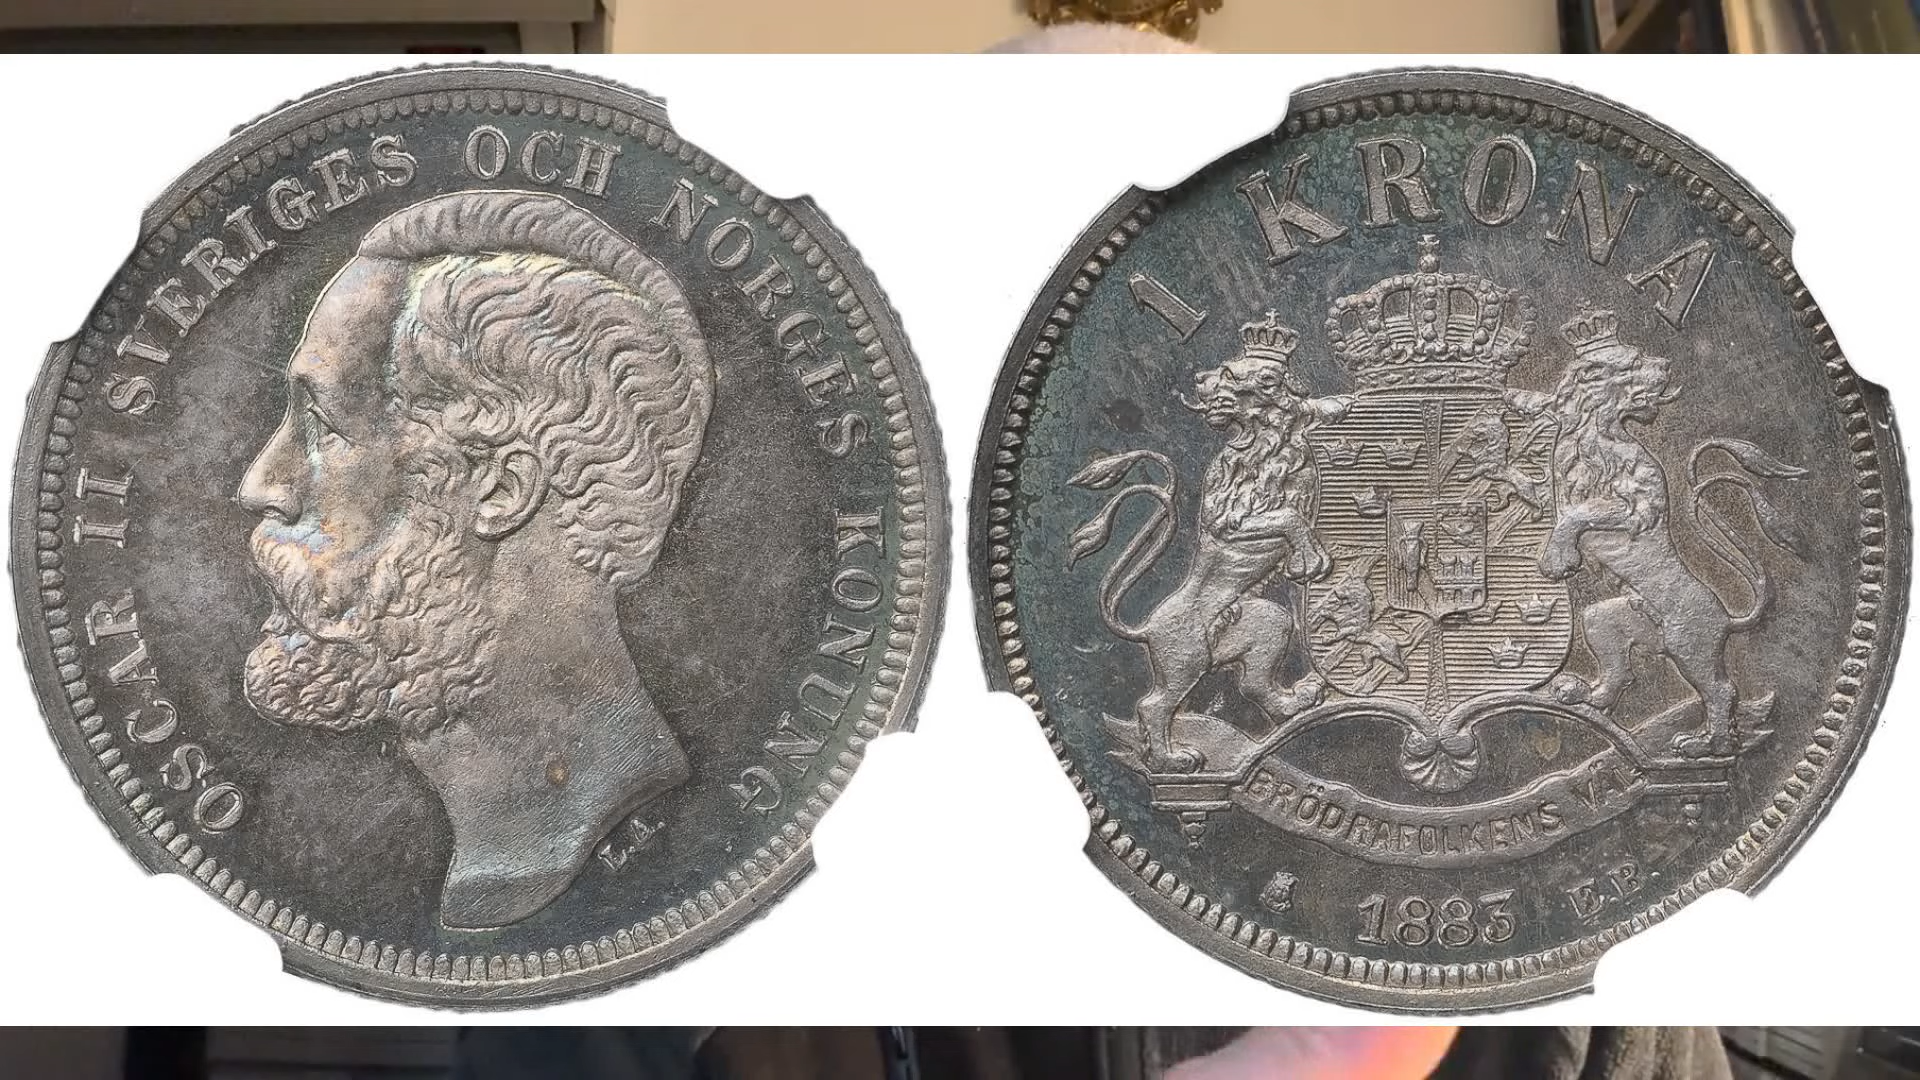 OSCAR II SVERIGES OCH NORGES KONUNG
L.A.
1 KRONA
BRÖDRAFOLKENS VÄL
1883 E.B.